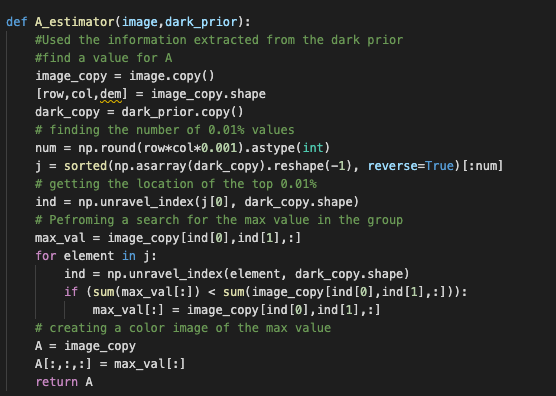 def A_estimator(image,dark_prior):
    #Used the information extracted from the dark prior
    #find a value for A
    image_copy = image.copy()
    [row,col,dem] = image_copy.shape
    dark_copy = dark_prior.copy()
    # finding the number of 0.01% values
    num = np.round(row*col*0.001).astype(int)
    j = sorted(np.asarray(dark_copy).reshape(-1), reverse=True)[:num]
    # getting the location of the top 0.01%
    ind = np.unravel_index(j[0], dark_copy.shape)
    # Pefroming a search for the max value in the group
    max_val = image_copy[ind[0],ind[1],:]
    for element in j:
        ind = np.unravel_index(element, dark_copy.shape)
        if (sum(max_val[:]) < sum(image_copy[ind[0],ind[1],:])):
            max_val[:] = image_copy[ind[0],ind[1],:]
    # creating a color image of the max value
    A = image_copy
    A[:,:,:] = max_val[:]
    return A